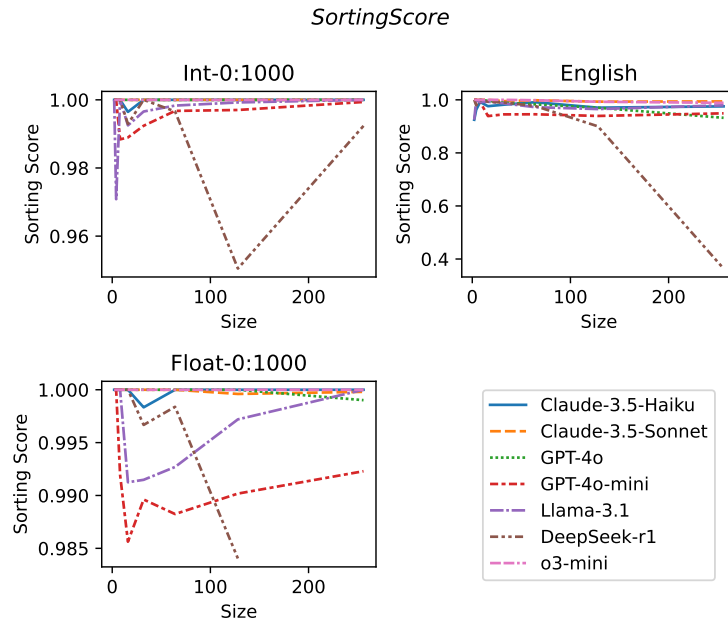 SortingScore
Int-0:1000
1.00
0.98
0.96
Sorting Score
0
100
200
Size
English
1.0
0.8
0.6
0.4
Sorting Score
0
100
200
Size
Float-0:1000
1.000
0.995
0.990
0.985
Sorting Score
0
100
200
Size
Claude-3.5-Haiku
Claude-3.5-Sonnet
GPT-4o
GPT-4o-mini
Llama-3.1
DeepSeek-r1
o3-mini